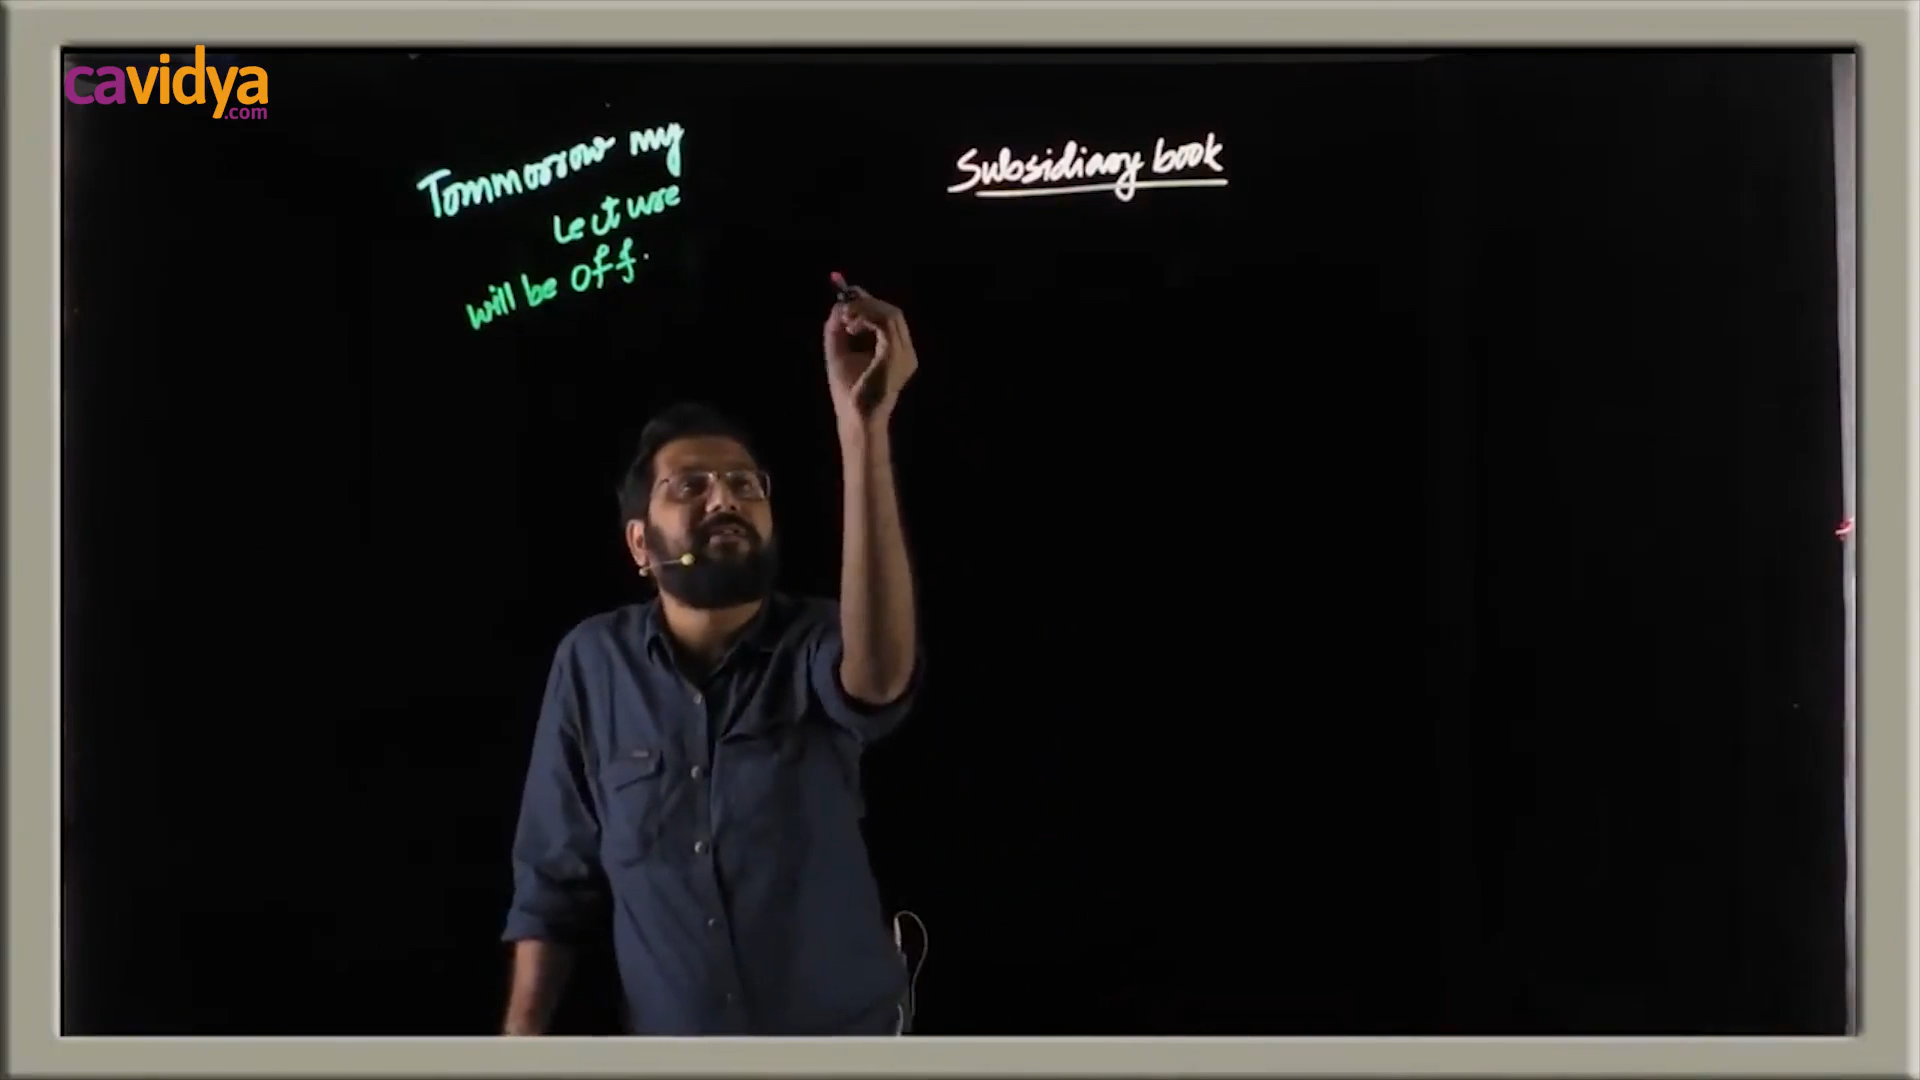 cavidya
.com
Tommorrow my
Lecture
will be off.
Subsidiary book